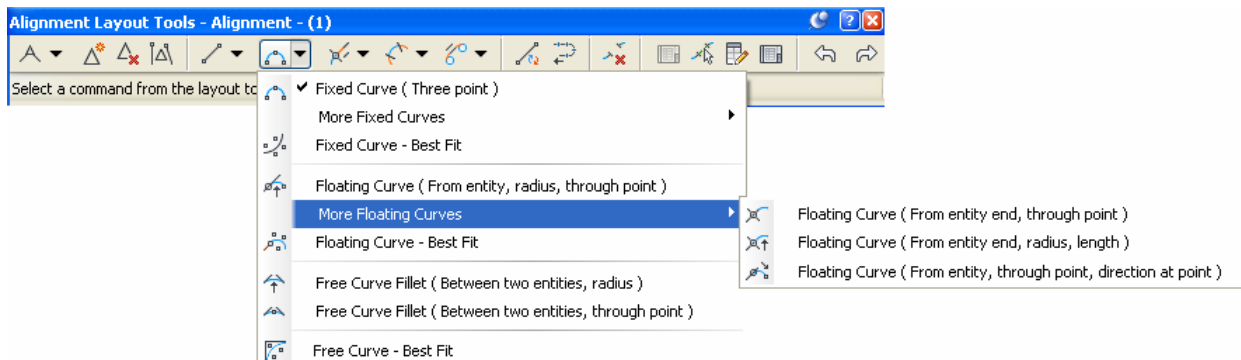 Alignment Layout Tools - Alignment - (1)
Select a command from the layout to
Fixed Curve ( Three point )
More Fixed Curves
Fixed Curve - Best Fit
Floating Curve ( From entity, radius, through point )
More Floating Curves
Floating Curve - Best Fit
Free Curve Fillet ( Between two entities, radius )
Free Curve Fillet ( Between two entities, through point )
Free Curve - Best Fit
Floating Curve ( From entity end, through point )
Floating Curve ( From entity end, radius, length )
Floating Curve ( From entity, through point, direction at point )